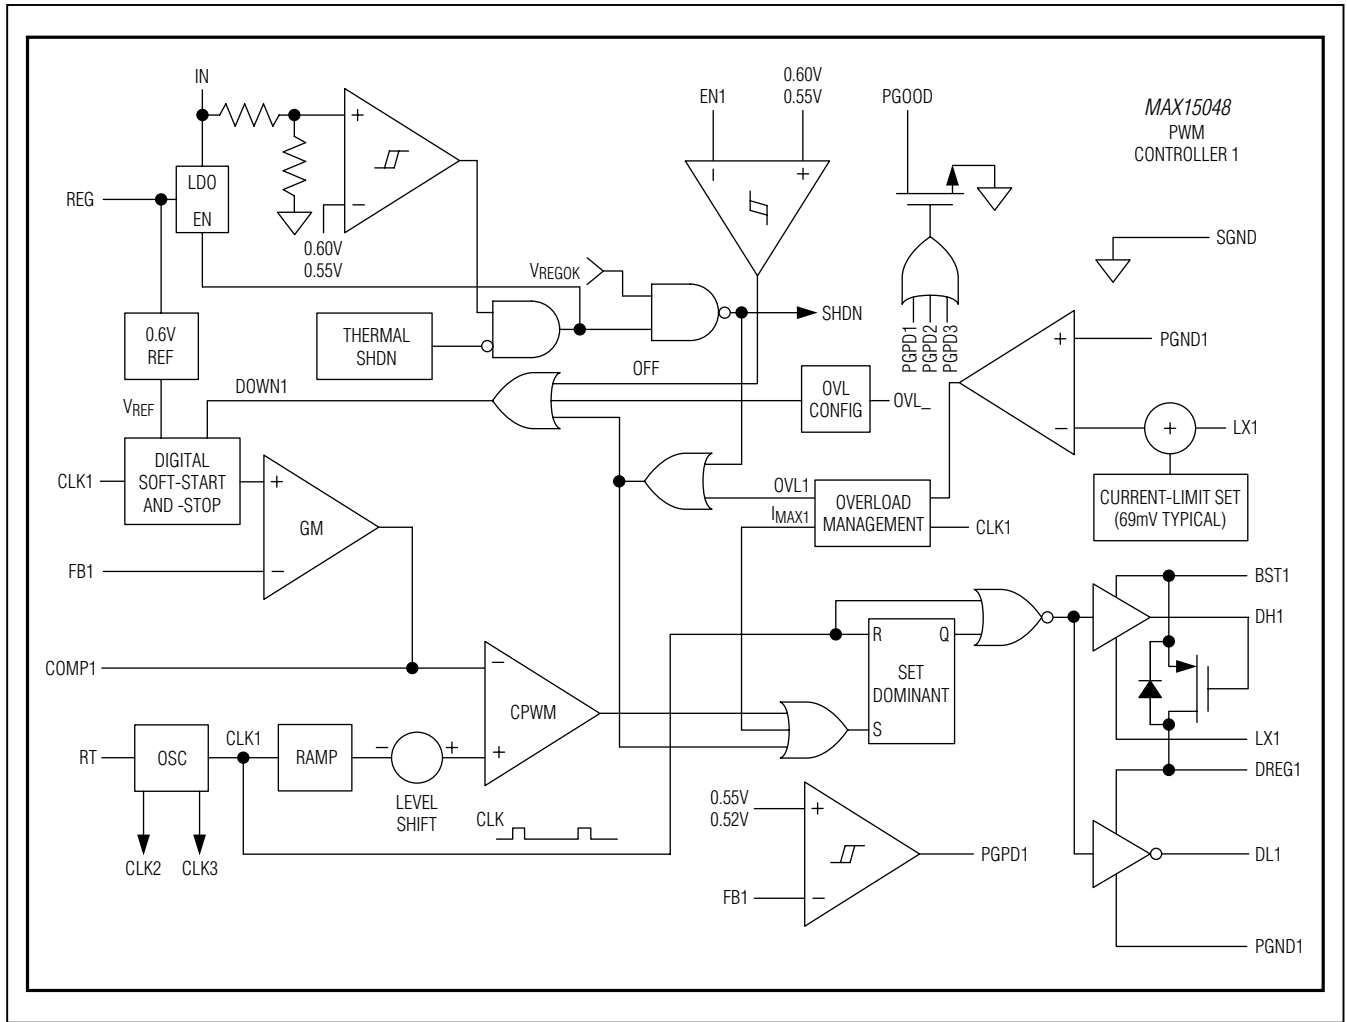 MAX15048
PWM
CONTROLLER 1
IN
REG
LDO
EN
+
−
0.60V
0.55V
EN1
0.60V
0.55V
−
+
PGOOD
SGND
VREGOK
SHDN
THERMAL
SHDN
0.6V
REF
VREF
DOWN1
OFF
OVL
CONFIG
OVL_
PGPD1
PGPD2
PGPD3
+
−
PGND1
+
LX1
CURRENT-LIMIT SET
(69mV TYPICAL)
CLK1
DIGITAL
SOFT-START
AND -STOP
+
GM
−
FB1
OVL1
IMAX1
OVERLOAD
MANAGEMENT
CLK1
COMP1
−
CPWM
+
R
Q
SET
DOMINANT
S
BST1
DH1
LX1
DREG1
DL1
PGND1
RT
OSC
CLK1
RAMP
−
+
LEVEL
SHIFT
CLK2
CLK3
CLK
0.55V
0.52V
+
−
FB1
PGPD1